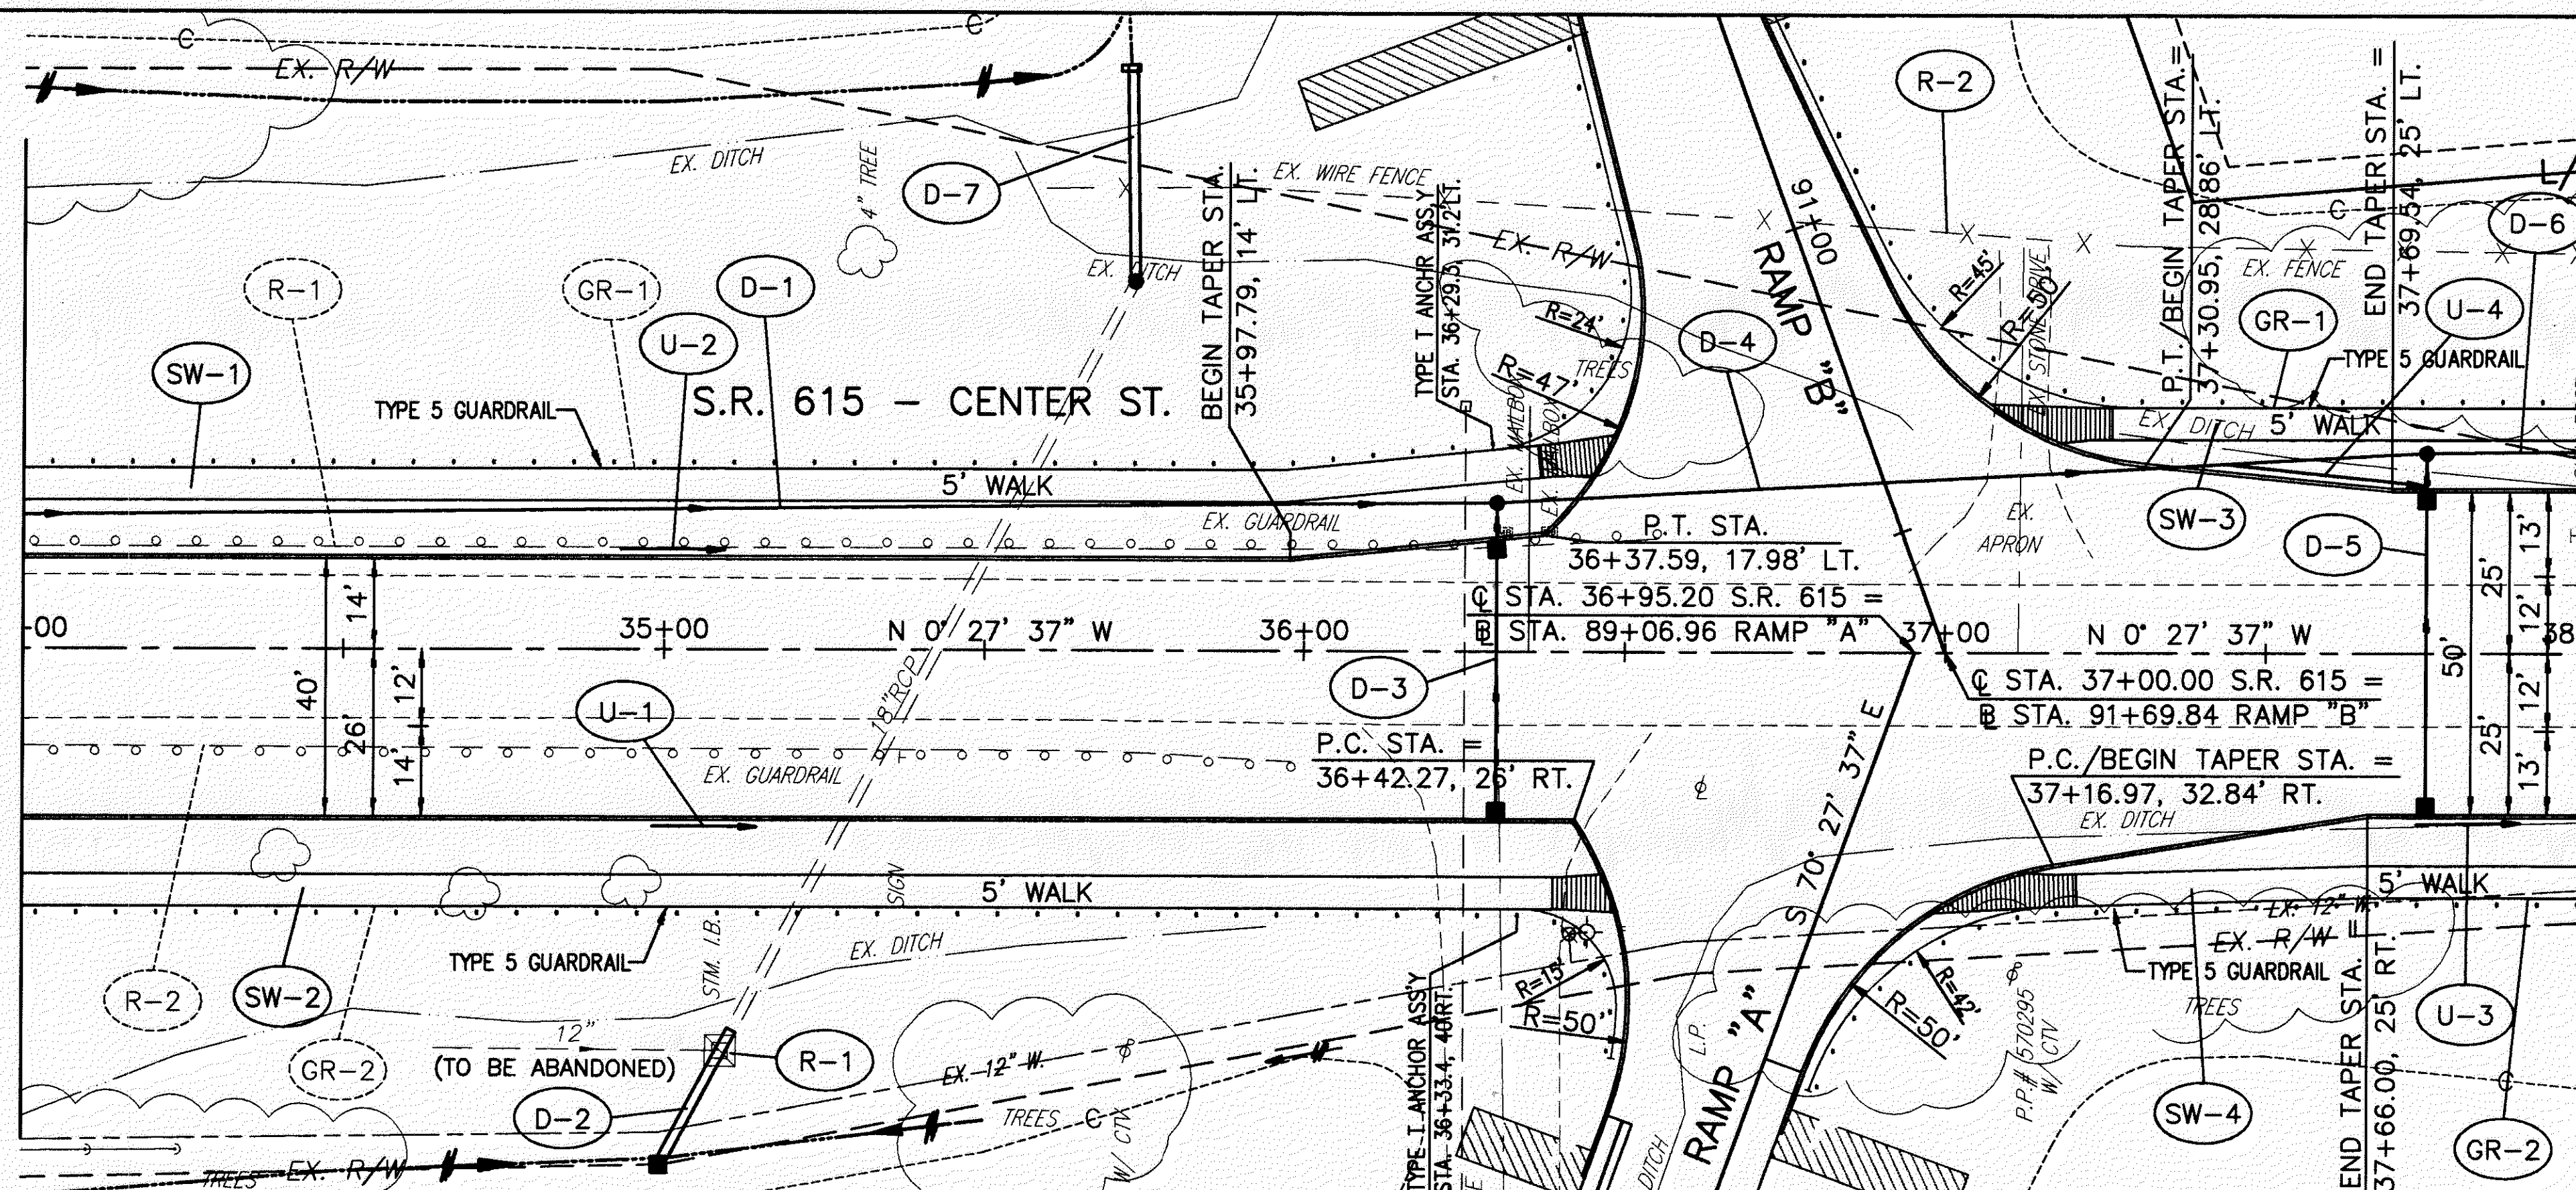 EX. R/W
EX. DITCH
4" TREE
D-7
BEGIN TAPER STA.
35+97.79, 14' LT.
EX. WIRE FENCE
TYPE T ANCHR ASS'Y
STA. 36+29.3, 31.2' LT.
EX. R/W
R-2
91+00
RAMP "B"
P.T./BEGIN TAPER STA.=
37+30.95, 28.86' LT.
END TAPER STA. =
37+69.54, 25' LT.
D-6
R-1
GR-1
D-1
U-2
EX. DITCH
R=24'
R=47'
TREES
D-4
R=45'
R=50'
EX. STONE DRIVE
EX. FENCE
GR-1
U-4
TYPE 5 GUARDRAIL
SW-1
TYPE 5 GUARDRAIL
S.R. 615 - CENTER ST.
5' WALK
EX. MAILBOX
EX. GUARDRAIL
EX. DITCH
5' WALK
SW-3
EX.
APRON
D-5
13'
25'
12'
P.T. STA.
36+37.59, 17.98' LT.
14'
-00
35+00
N 0° 27' 37" W
36+00
℄ STA. 36+95.20 S.R. 615 =
B STA. 89+06.96 RAMP "A"
37+00
N 0° 27' 37" W
38
40'
26'
12'
14'
U-1
18"RCP
D-3
50'
25'
12'
13'
℄ STA. 37+00.00 S.R. 615 =
B STA. 91+69.84 RAMP "B"
EX. GUARDRAIL
P.C. STA. =
36+42.27, 26' RT.
P.C./BEGIN TAPER STA. =
37+16.97, 32.84' RT.
EX. DITCH
S 70° 27' 37" E
SIGN
5' WALK
5' WALK
EX. 12" W.
EX. R/W
TYPE 5 GUARDRAIL
STM. I.B.
EX. DITCH
TYPE 5 GUARDRAIL
TREES
R-2
SW-2
GR-2
12"
(TO BE ABANDONED)
R-1
D-2
EX. 12" W.
TREES
W/ CTV
TYPE T ANCHOR ASS'Y
STA. 36+33.4, 40' RT.
R=15'
R=50'
L.P.
RAMP "A"
R=42'
R=50'
P.P.# 570295
W/ CTV
END TAPER STA. =
37+66.00, 25' RT.
U-3
SW-4
GR-2
DITCH
TREES
EX. R/W